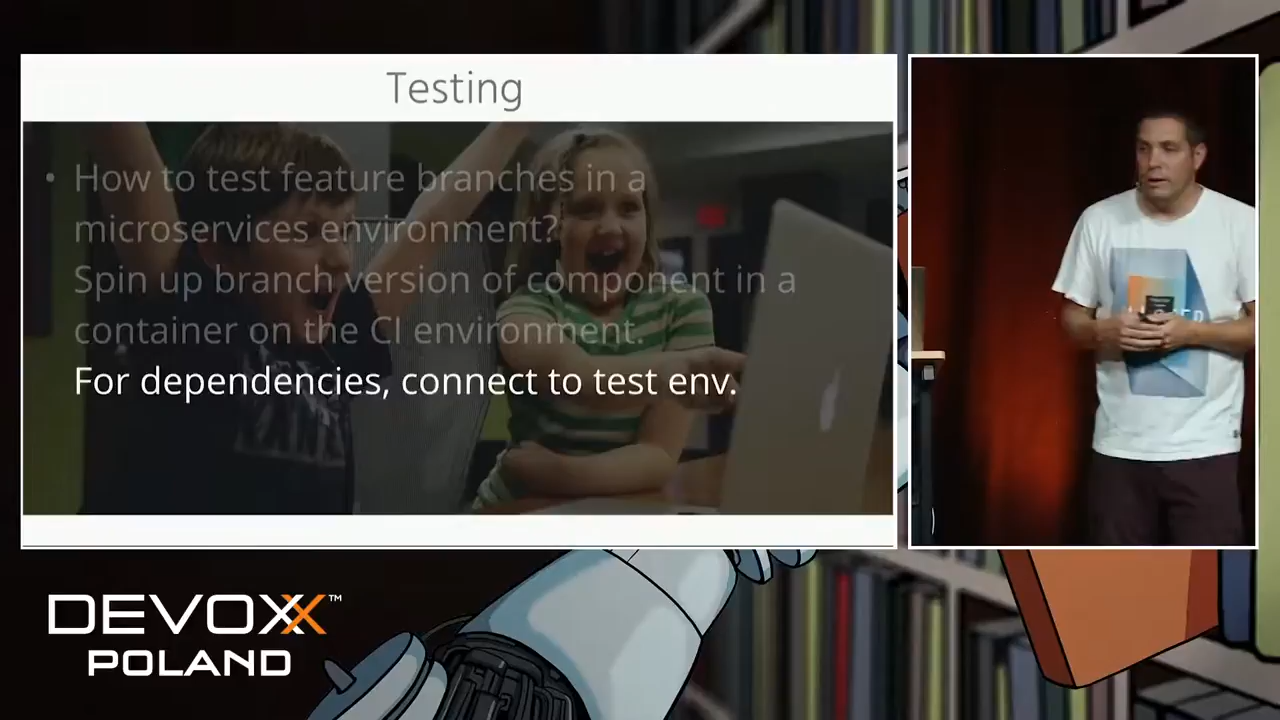 Testing
• How to test feature branches in a
microservices environment?
Spin up branch version of component in a
container on the CI environment.
For dependencies, connect to test env.
DEVOXX™
POLAND